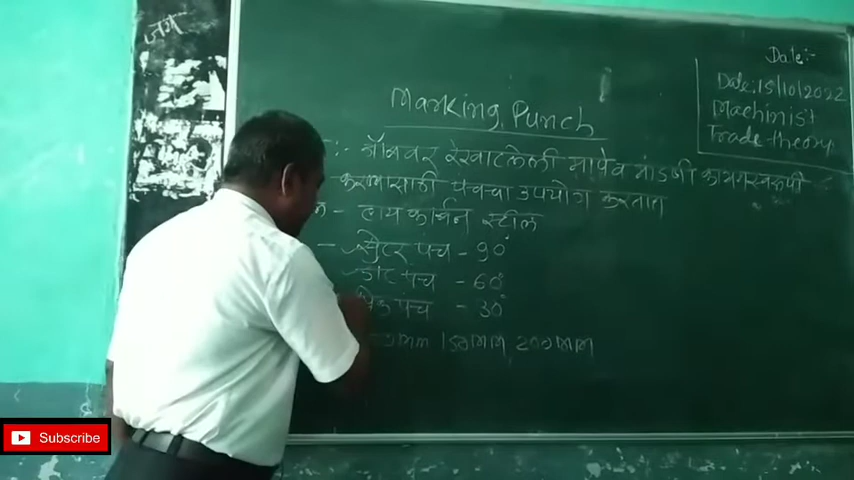 जय
Date:-
Date:15/10/2022
Machinist
Trade-theory
Marking Punch
जॉबवर रेखाटलेली मापे व मांडणी कायमस्वरूपी
करण्यासाठी पंचचा उपयोग करतात
हाय कार्बन स्टील
सेंटर पंच - 90°
डॉट पंच - 60°
प्रिक पंच - 30°
150mm, 200mm
Subscribe